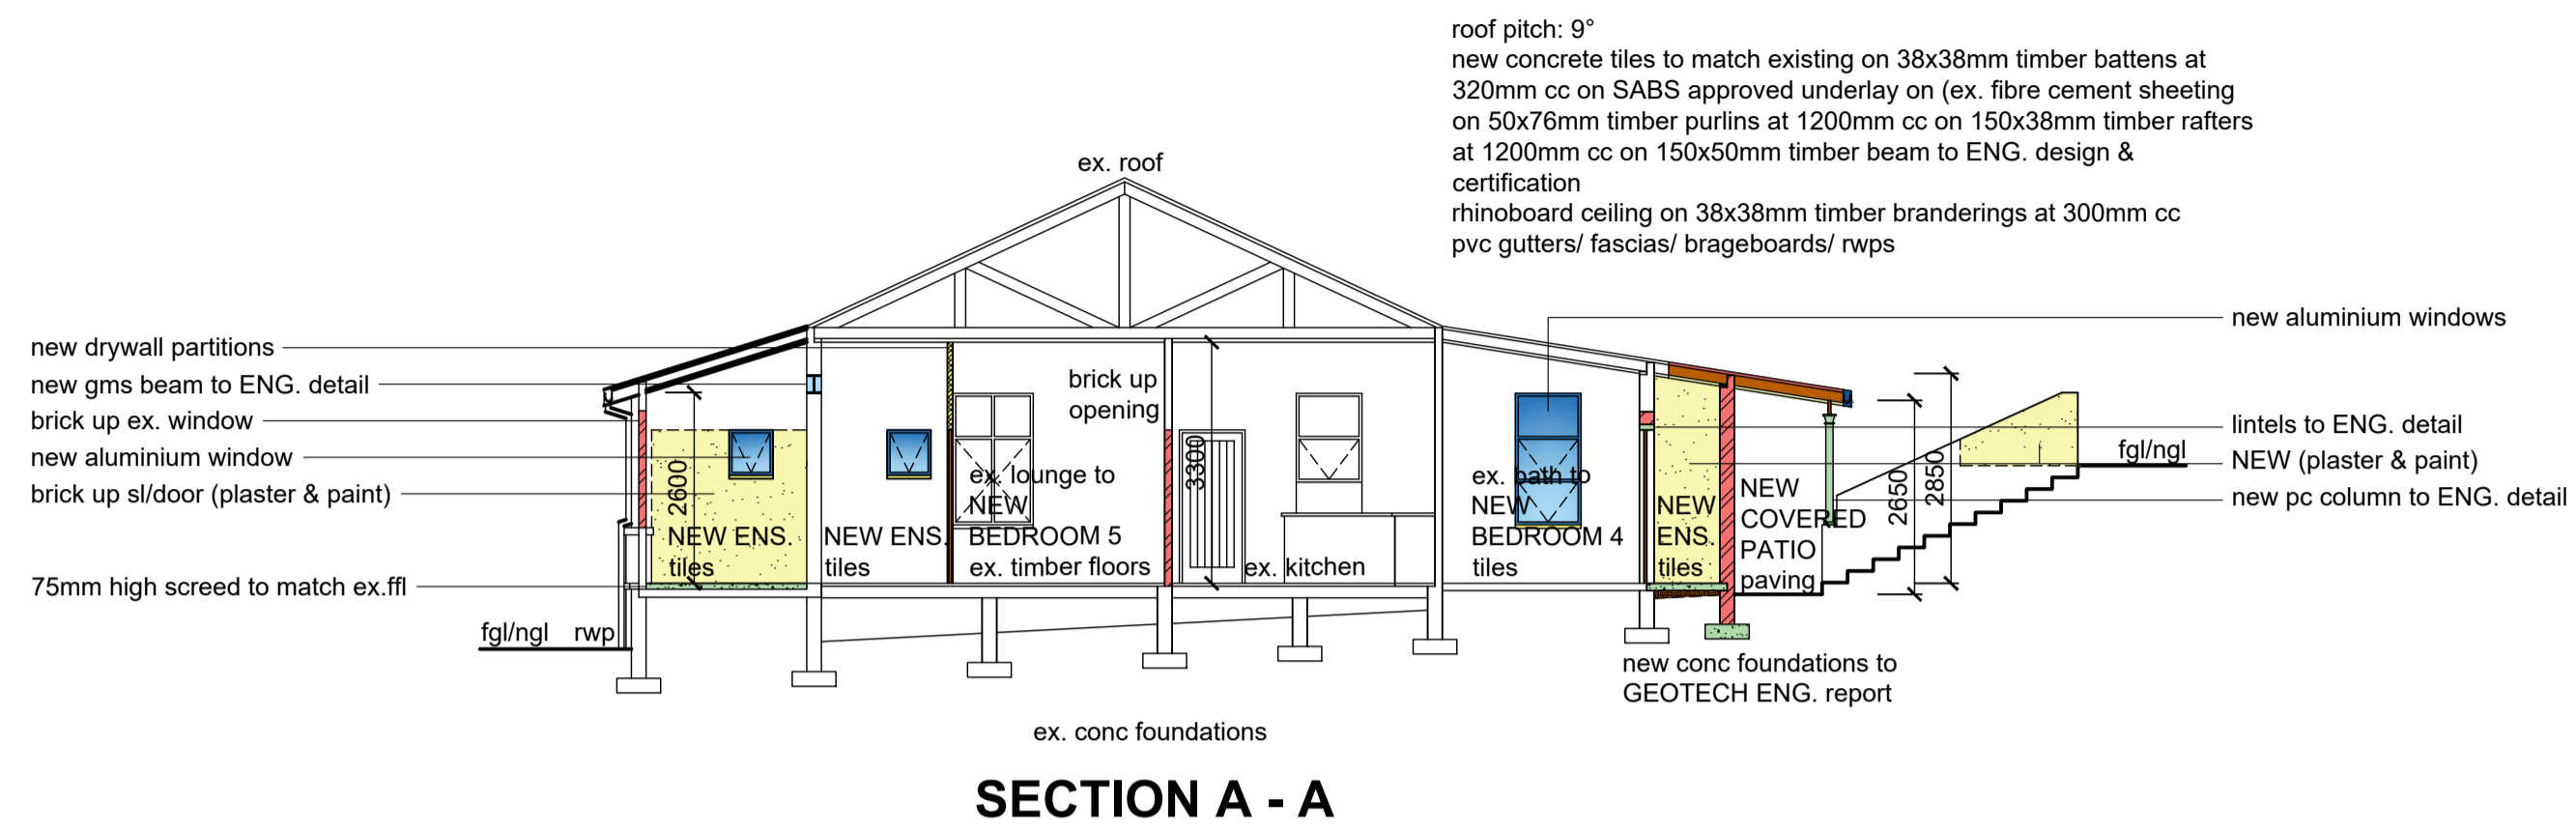 roof pitch: 9°
new concrete tiles to match existing on 38x38mm timber battens at
320mm cc on SABS approved underlay on (ex. fibre cement sheeting
on 50x76mm timber purlins at 1200mm cc on 150x38mm timber rafters
at 1200mm cc on 150x50mm timber beam to ENG. design &
certification
rhinoboard ceiling on 38x38mm timber branderings at 300mm cc
pvc gutters/ fascias/ brageboards/ rwps
ex. roof
new drywall partitions
new gms beam to ENG. detail
brick up ex. window
new aluminium window
brick up sl/door (plaster & paint)
75mm high screed to match ex.ffl
fgl/ngl
rwp
2600
NEW ENS.
tiles
NEW ENS.
tiles
ex. lounge to
NEW
BEDROOM 5
ex. timber floors
brick up
opening
3300
ex. kitchen
ex. bath to
NEW
BEDROOM 4
tiles
NEW
ENS.
tiles
NEW
COVERED
PATIO
paving
2650
2850
fgl/ngl
new aluminium windows
lintels to ENG. detail
NEW (plaster & paint)
new pc column to ENG. detail
new conc foundations to
GEOTECH ENG. report
ex. conc foundations
SECTION A - A